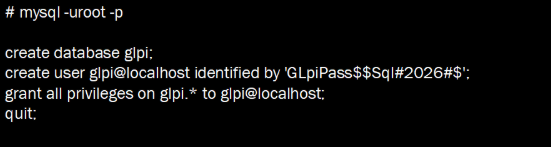 # mysql -uroot -p
create database glpi;
create user glpi@localhost identified by 'GLpiPass$$Sql#2026#$';
grant all privileges on glpi.* to glpi@localhost;
quit;